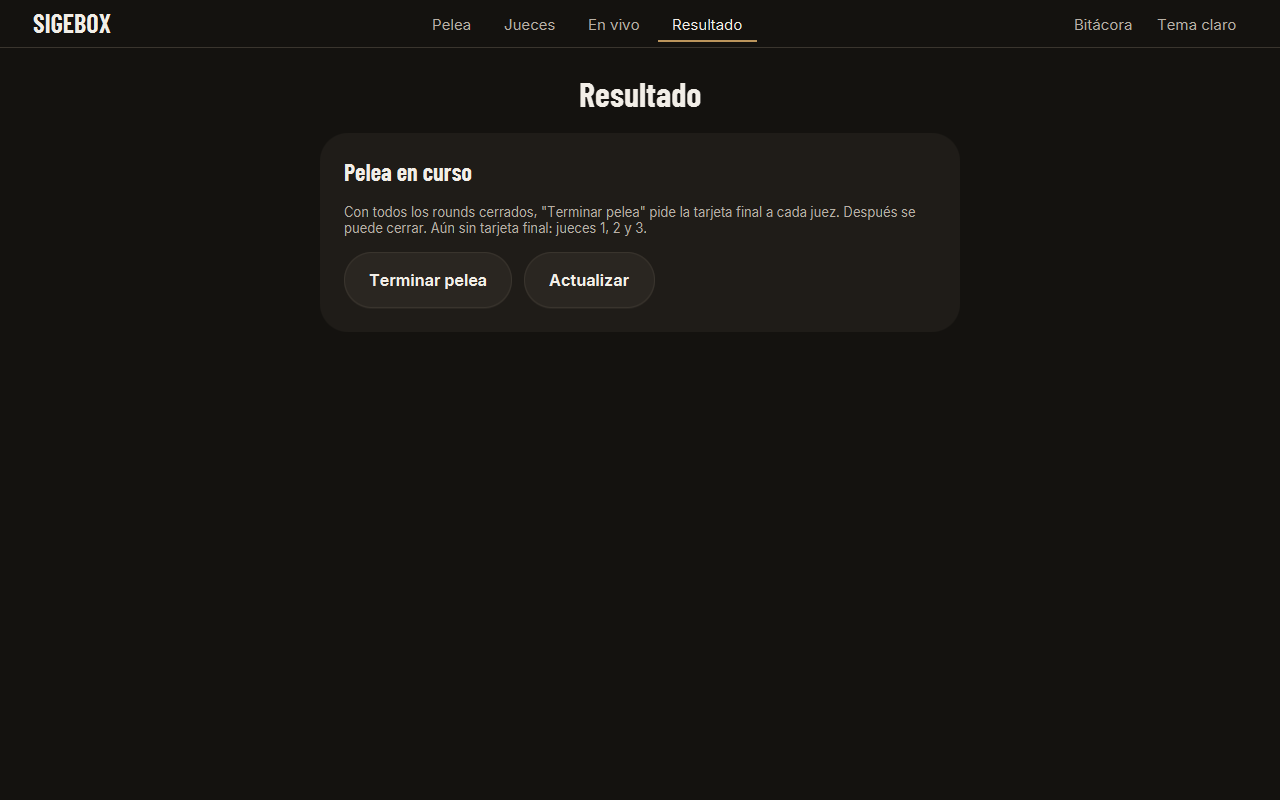 SIGEBOX
Pelea
Jueces
En vivo
Resultado
Bitácora
Tema claro
Resultado
Pelea en curso
Con todos los rounds cerrados, "Terminar pelea" pide la tarjeta final a cada juez. Después se
puede cerrar. Aún sin tarjeta final: jueces 1, 2 y 3.
Terminar pelea
Actualizar